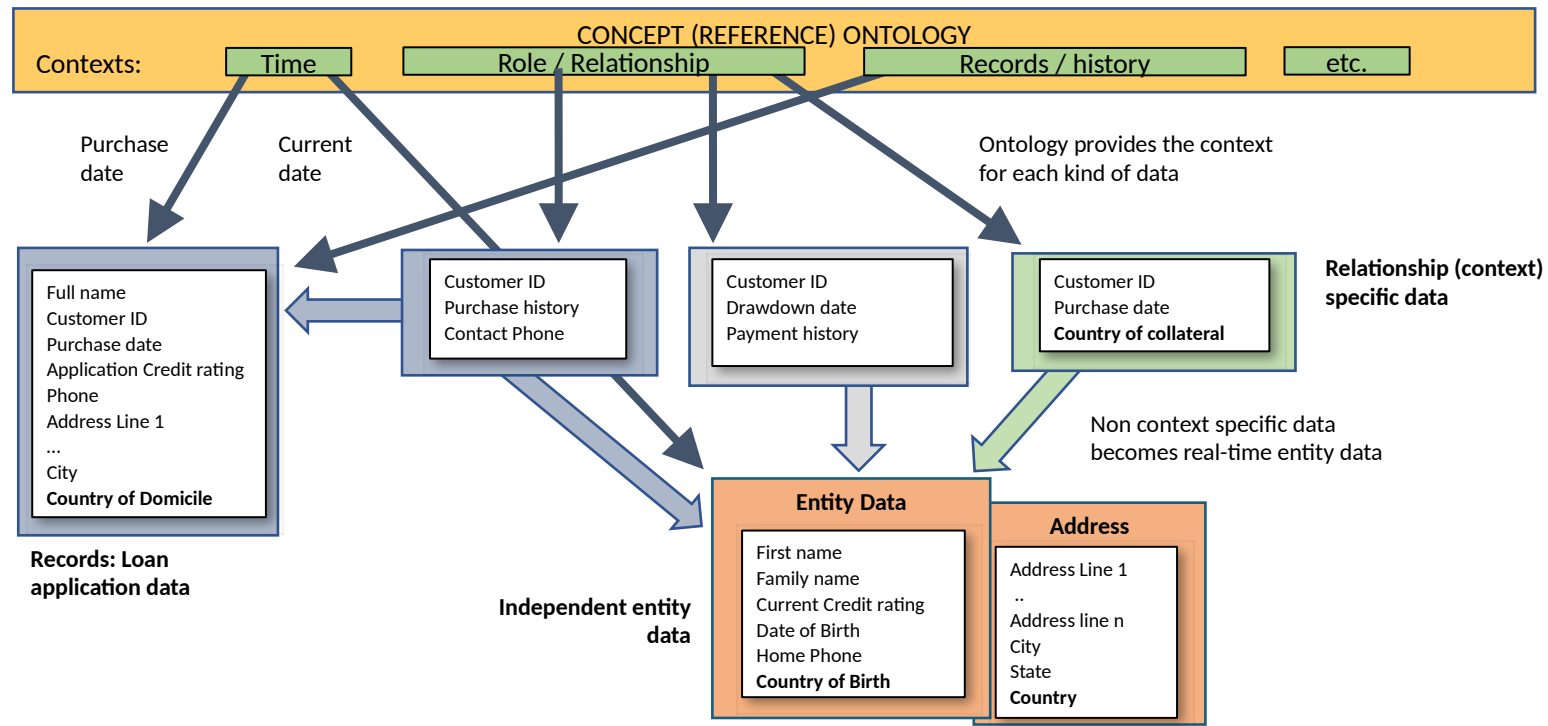 CONCEPT (REFERENCE) ONTOLOGY
Contexts:
Time
Role / Relationship
Records / history
etc.
Purchase
date
Current
date
Ontology provides the context
for each kind of data
Full name
Customer ID
Purchase date
Application Credit rating
Phone
Address Line 1
...
City
Country of Domicile
Records: Loan
application data
Customer ID
Purchase history
Contact Phone
Customer ID
Drawdown date
Payment history
Customer ID
Purchase date
Country of collateral
Relationship (context)
specific data
Non context specific data
becomes real-time entity data
Independent entity
data
Entity Data
First name
Family name
Current Credit rating
Date of Birth
Home Phone
Country of Birth
Address
Address Line 1
..
Address line n
City
State
Country